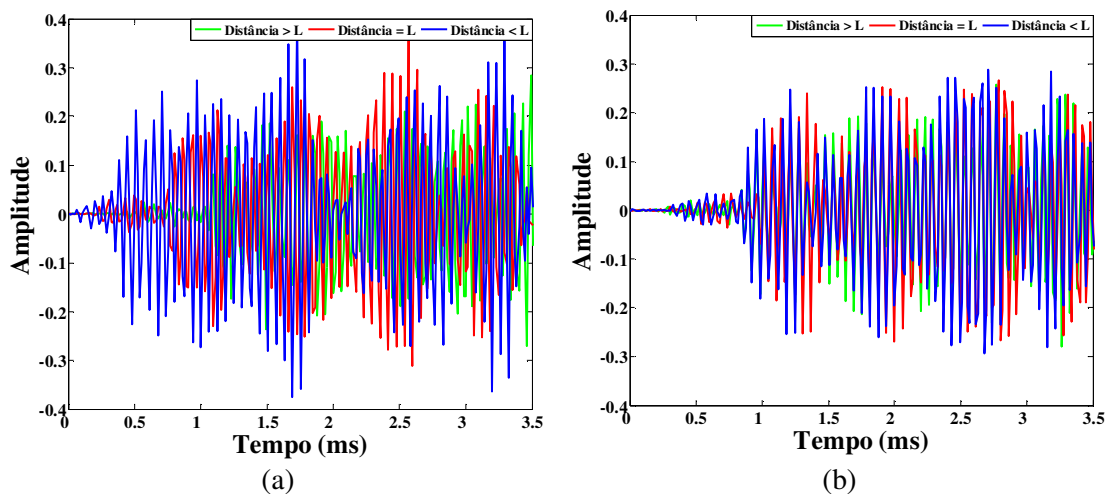 0.4
0.3
0.2
0.1
0
-0.1
-0.2
-0.3
-0.4
Amplitude
Distância > L Distância = L Distância < L
0 0.5 1 1.5 2 2.5 3 3.5
Tempo (ms)
(a)
0.4
0.3
0.2
0.1
0
-0.1
-0.2
-0.3
-0.4
Amplitude
Distância > L Distância = L Distância < L
0 0.5 1 1.5 2 2.5 3 3.5
Tempo (ms)
(b)